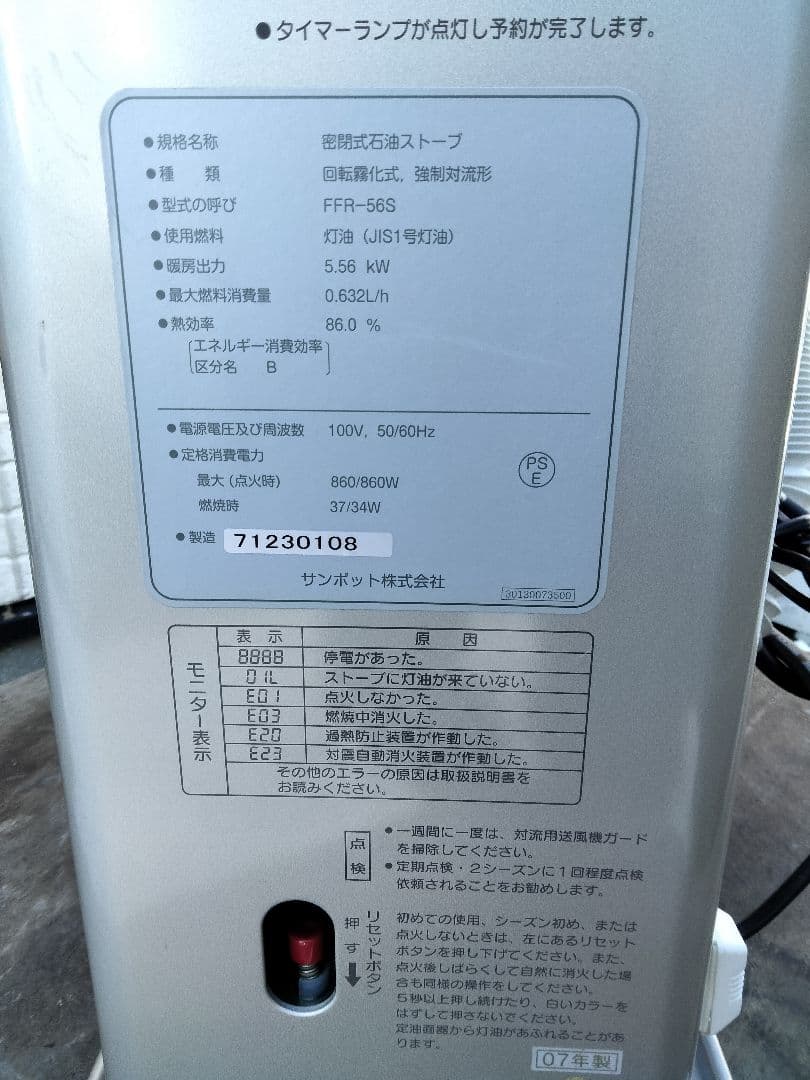 ●タイマーランプが点灯し予約が完了します。
●規格名称 密閉式石油ストーブ
●種 類 回転霧化式, 強制対流形
●型式の呼び FFR-56S
●使用燃料 灯油 (JIS1号灯油)
●暖房出力 5.56 kW
●最大燃料消費量 0.632L/h
●熱効率 86.0 %
エネルギー消費効率
区分名 B
●電源電圧及び周波数 100V, 50/60Hz
●定格消費電力
最大 (点火時) 860/860W
燃焼時 37/34W
PS
E
●製造 71230108
サンポット株式会社
30130073500
モニター表示
表 示 原 因
8888 停電があった。
OIL ストーブに灯油が来ていない。
E01 点火しなかった。
E03 燃焼中消火した。
E20 過熱防止装置が作動した。
E23 対震自動消火装置が作動した。
その他のエラーの原因は取扱説明書を
お読みください。
点検
●一週間に一度は、対流用送風機ガード
を掃除してください。
●定期点検・2シーズンに1回程度点検
依頼されることをお勧めします。
リセットボタン
押す
初めての使用、シーズン初め、または
点火しないときは、左にあるリセット
ボタンを押し下げてください。また、
点火後しばらくして自然に消火した場
合も同様の操作をしてください。
5秒以上押し続けたり、白いカラーを
はずして押さないでください。
定油面器から灯油があふれることがあ
ります。
07年製